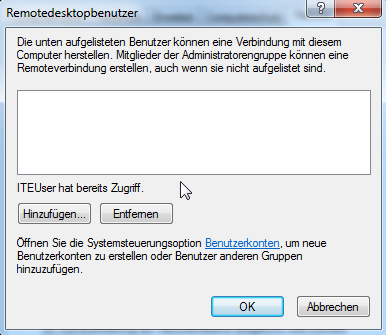 Remotedesktopbenutzer
Die unten aufgelisteten Benutzer können eine Verbindung mit diesem
Computer herstellen. Mitglieder der Administratorengruppe können eine
Remoteverbindung erstellen, auch wenn sie nicht aufgelistet sind.
ITEUser hat bereits Zugriff.
Hinzufügen... Entfernen
Öffnen Sie die Systemsteuerungsoption Benutzerkonten, um neue
Benutzerkonten zu erstellen oder Benutzer anderen Gruppen
hinzuzufügen.
OK Abbrechen